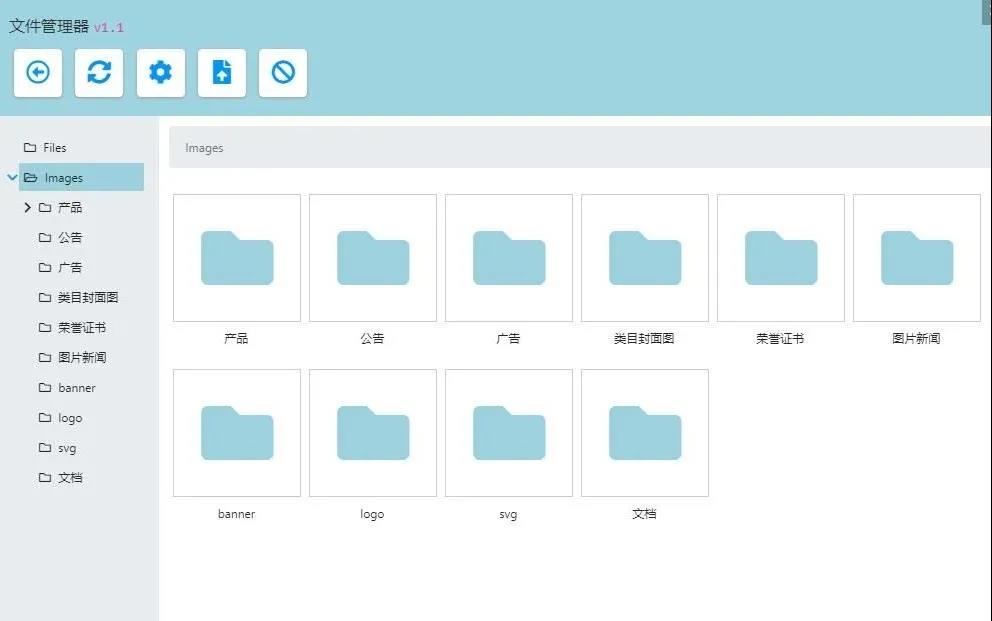 文件管理器 v1.1
Files
Images
产品
公告
广告
类目封面图
荣誉证书
图片新闻
banner
logo
svg
文档
Images
产品 公告 广告 类目封面图 荣誉证书 图片新闻
banner logo svg 文档